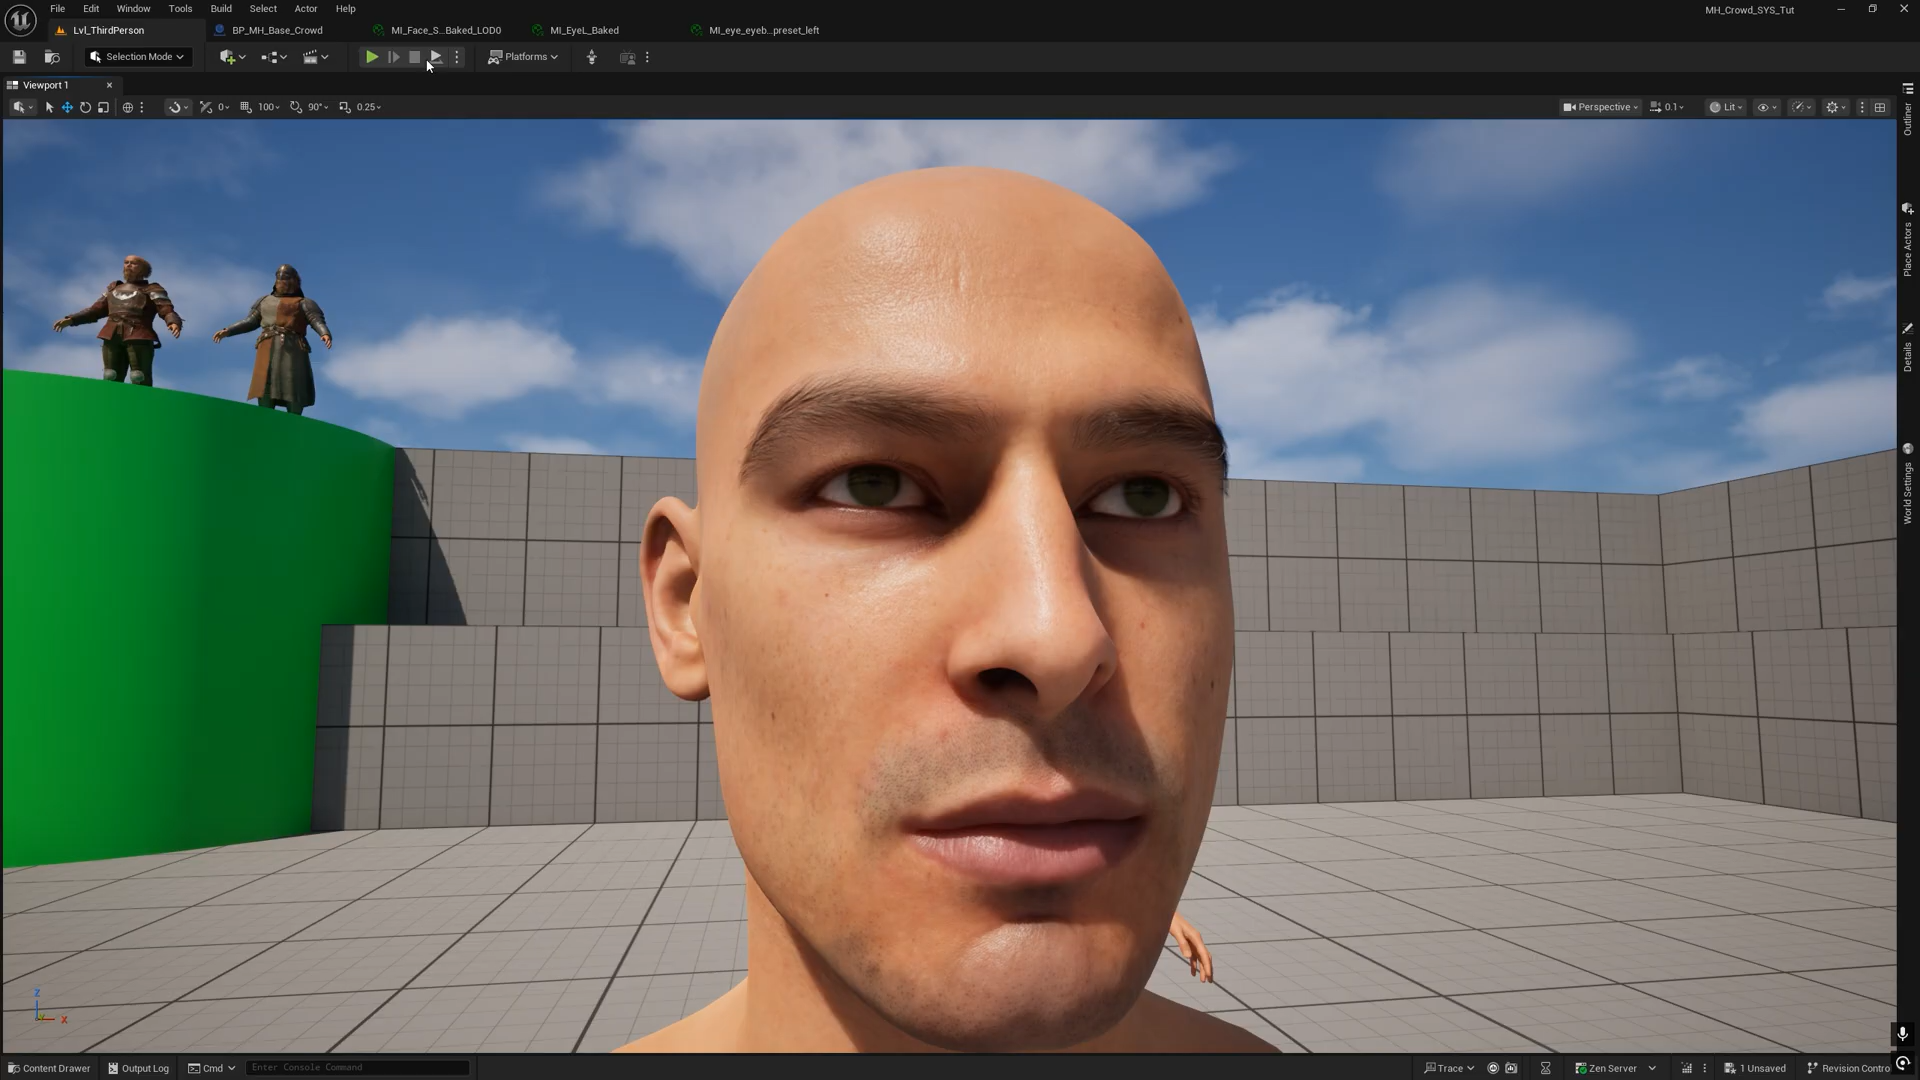 File Edit Window Tools Build Select Actor Help
MH_Crowd_SYS_Tut
Lvl_ThirdPerson BP_MH_Base_Crowd MI_Face_S...Baked_LOD0 MI_EyeL_Baked MI_eye_eyeb...preset_left
Selection Mode Platforms
Viewport 1
0 100 90° 0.25 Perspective 0.1 Lit
Outliner
Place Actors
Details
World Settings
Z
X
Content Drawer Output Log Cmd Enter Console Command Trace Zen Server 1 Unsaved Revision Contro